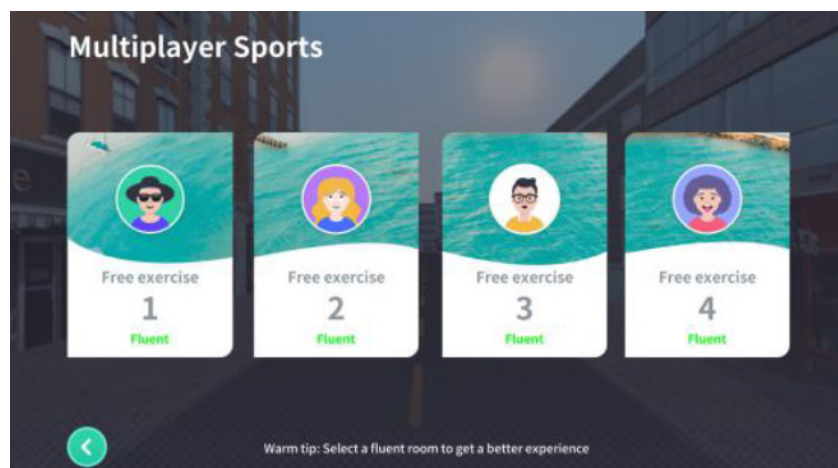 Multiplayer Sports
Free exercise
1
Fluent
Free exercise
2
Fluent
Free exercise
3
Fluent
Free exercise
4
Fluent
Warm tip: Select a fluent room to get a better experience